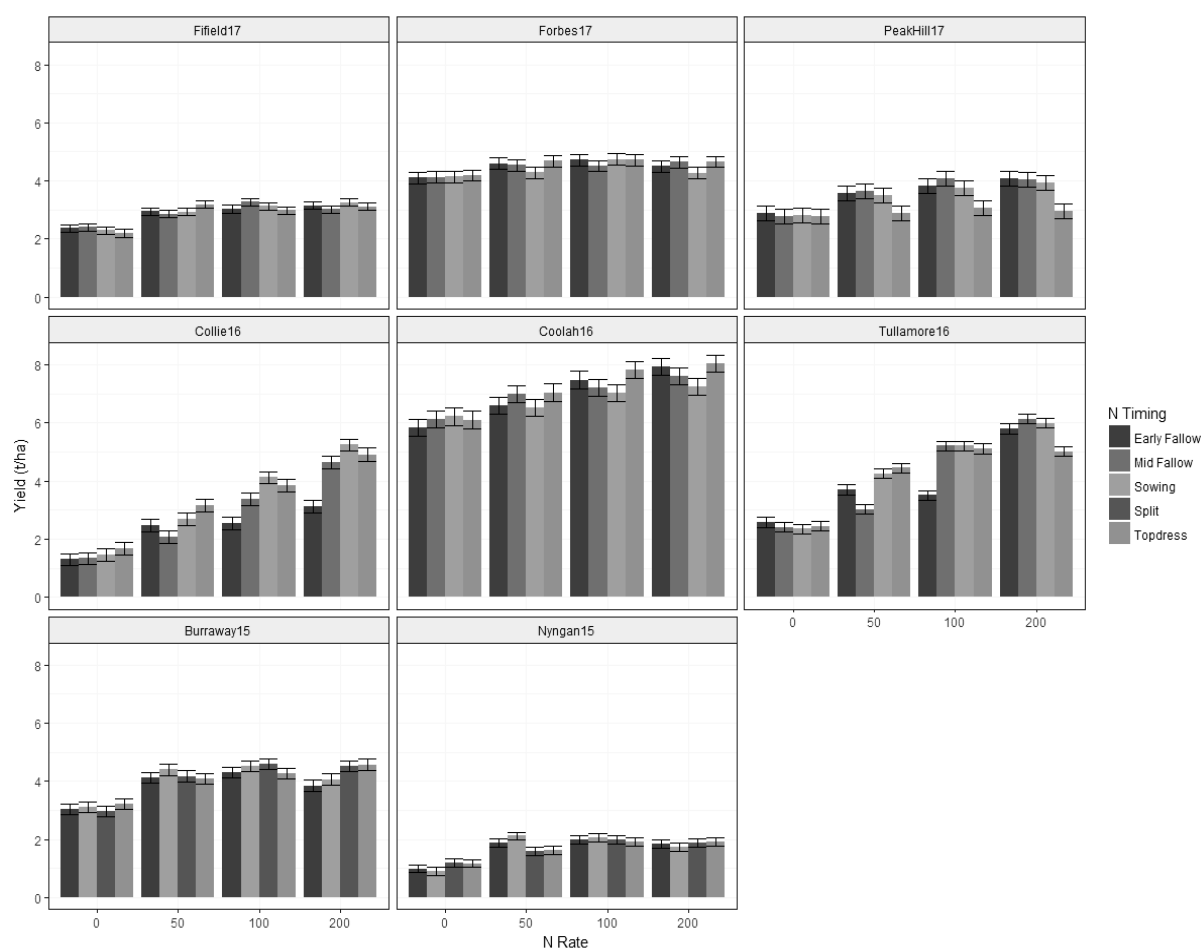 Fifield17
Forbes17
PeakHill17
8
6
4
2
0
Collie16
Coolah16
Tullamore16
8
6
4
2
0
Yield (t/ha)
0
50
100
200
Burraway15
Nyngan15
8
6
4
2
0
0
50
100
200
0
50
100
200
N Rate
N Timing
Early Fallow
Mid Fallow
Sowing
Split
Topdress